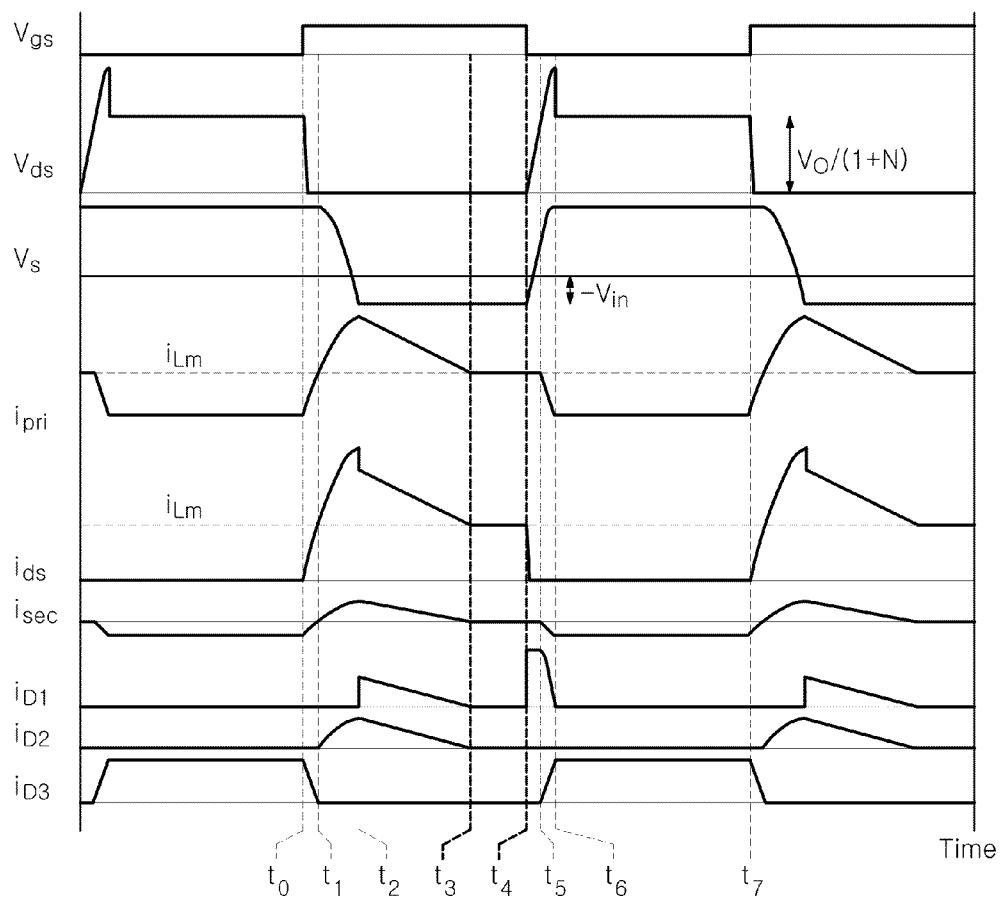 Vgs
Vds
VO/(1+N)
Vs
-Vin
iLm
ipri
iLm
ids
isec
iD1
iD2
iD3
Time
t0 t1 t2 t3 t4 t5 t6 t7